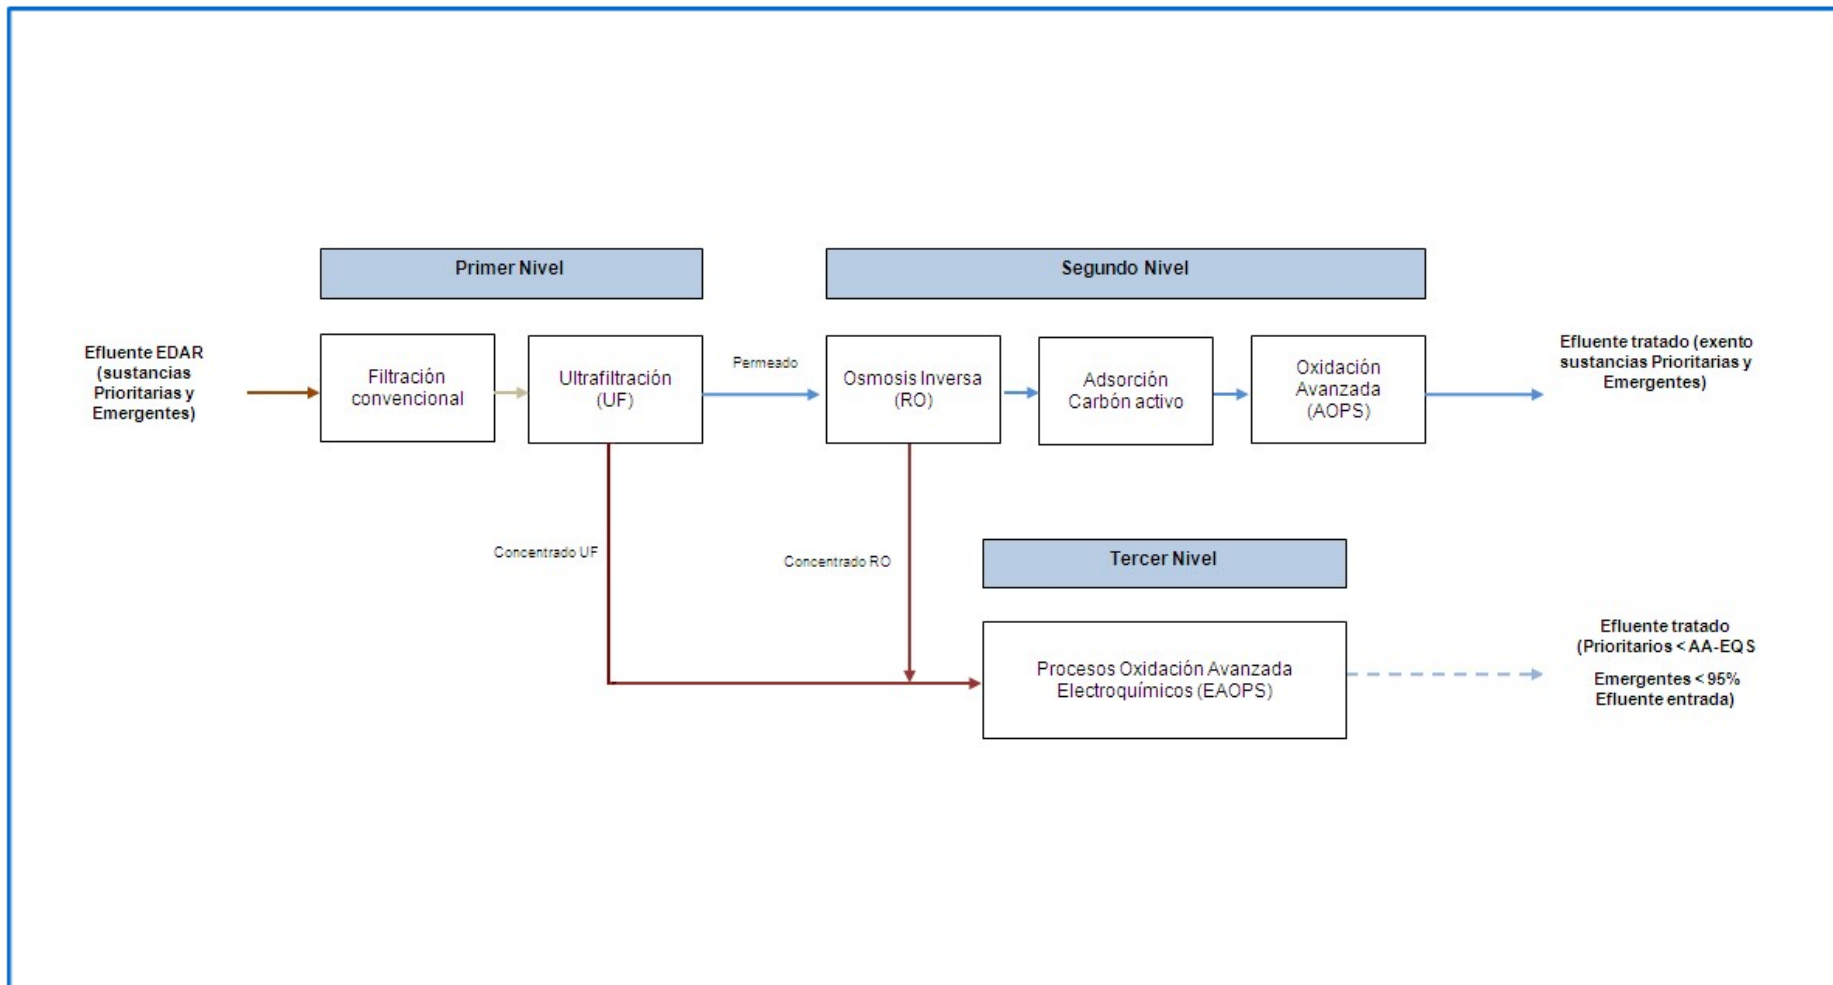 Primer Nivel
Segundo Nivel
Efluente EDAR
(sustancias
Prioritarias y
Emergentes)
Filtración
convencional
Ultrafiltración
(UF)
Permeado
Osmosis Inversa
(RO)
Adsorción
Carbón activo
Oxidación
Avanzada
(AOPS)
Efluente tratado (exento
sustancias Prioritarias y
Emergentes)
Concentrado UF
Concentrado RO
Tercer Nivel
Procesos Oxidación Avanzada
Electroquímicos (EAOPS)
Efluente tratado
(Prioritarios < AA-EQS
Emergentes < 95%
Efluente entrada)